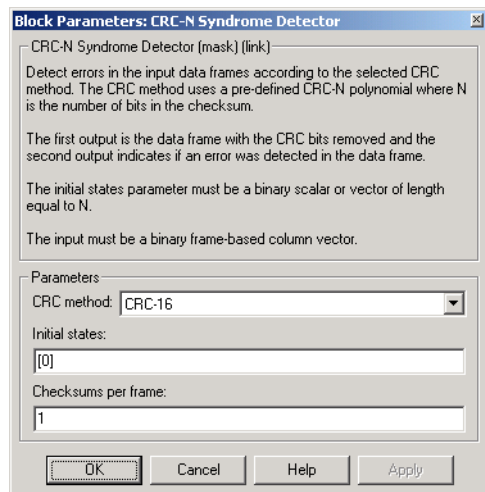 Block Parameters: CRC-N Syndrome Detector
CRC-N Syndrome Detector (mask) (link)
Detect errors in the input data frames according to the selected CRC
method. The CRC method uses a pre-defined CRC-N polynomial where N
is the number of bits in the checksum.
The first output is the data frame with the CRC bits removed and the
second output indicates if an error was detected in the data frame.
The initial states parameter must be a binary scalar or vector of length
equal to N.
The input must be a binary frame-based column vector.
Parameters
CRC method: CRC-16
Initial states:
[0]
Checksums per frame:
1
OK Cancel Help Apply